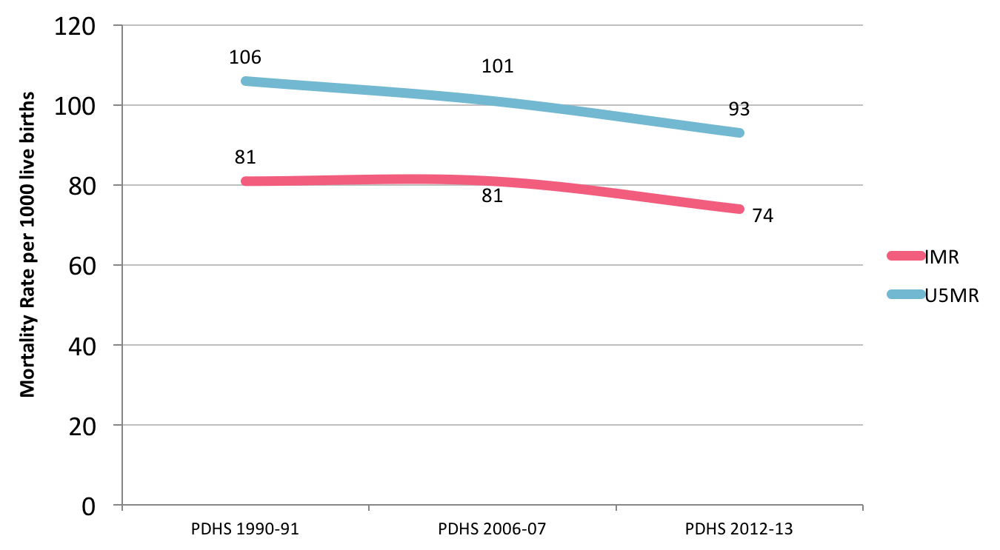 Mortality Rate per 1000 live births
120
100
80
60
40
20
0
106
101
93
81
81
74
IMR
U5MR
PDHS 1990-91
PDHS 2006-07
PDHS 2012-13